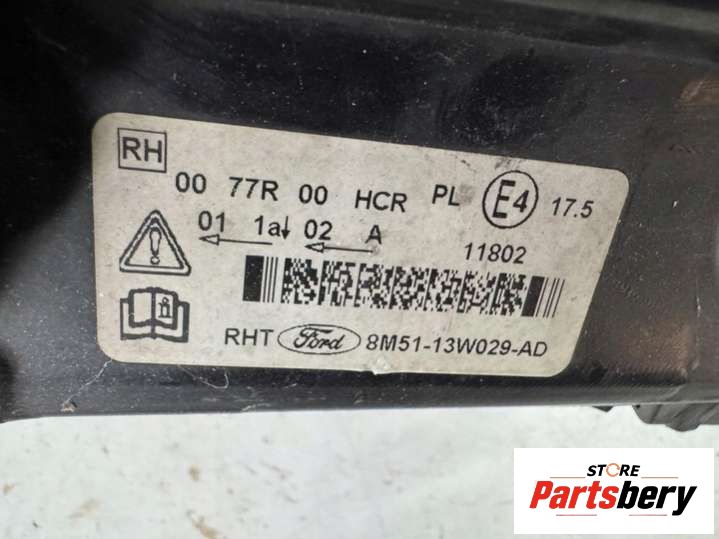 RH
00 77R 00 HCR PL E4 17.5
01 1a 02 A 11802
RHT Ford 8M51-13W029-AD
STORE
Partsbery